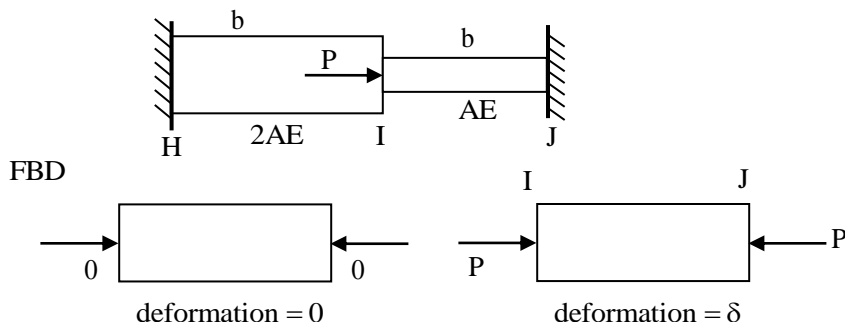 b
b
P
AE
2AE
I
H
J
FBD
I
J
0
0
P
P
deformation = 0
deformation = δ